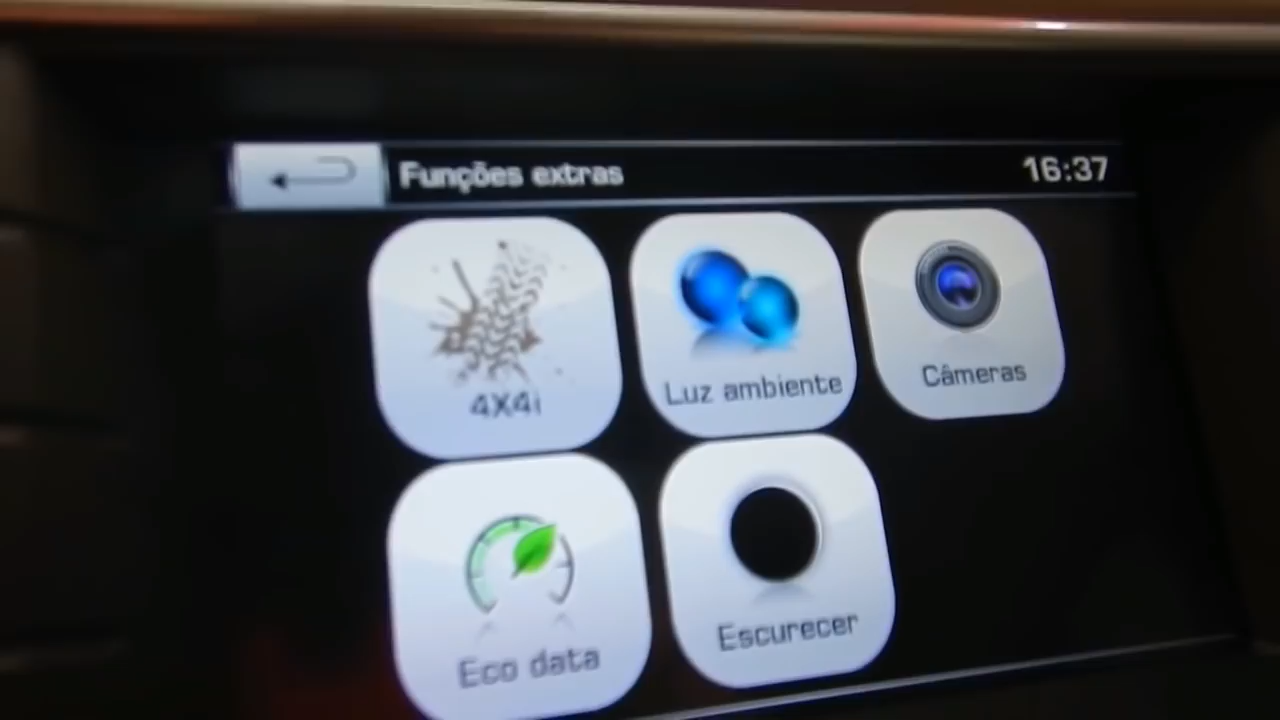 Funções extras
16:37
4X4i
Luz ambiente
Câmeras
Eco data
Escurecer